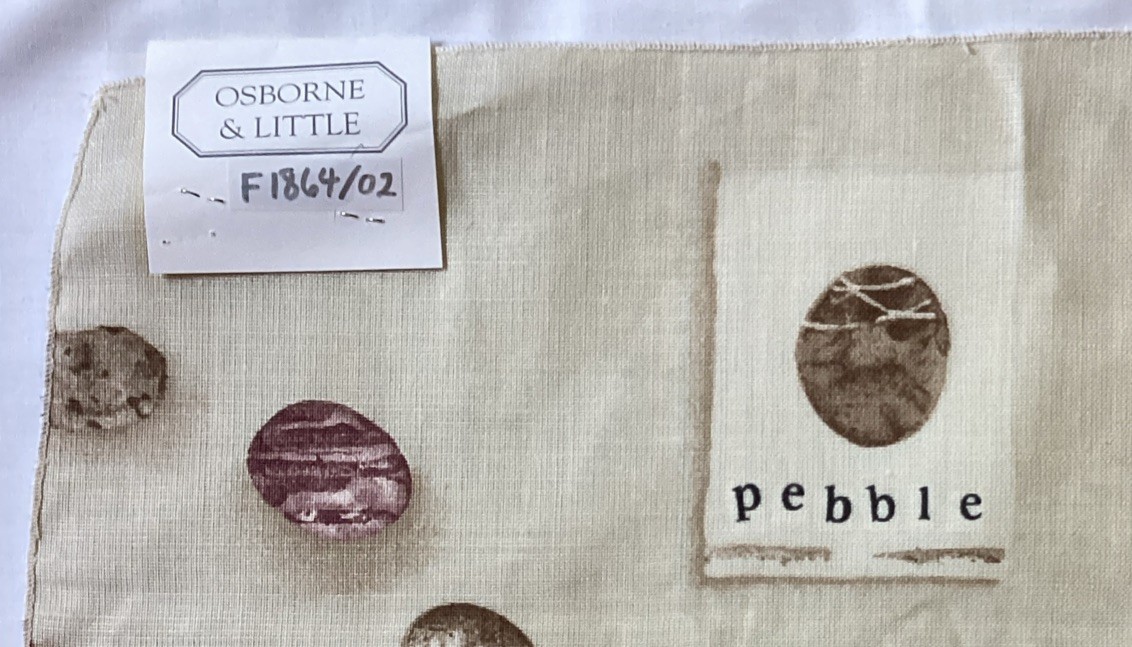 OSBORNE
& LITTLE
F1864/02
pebble